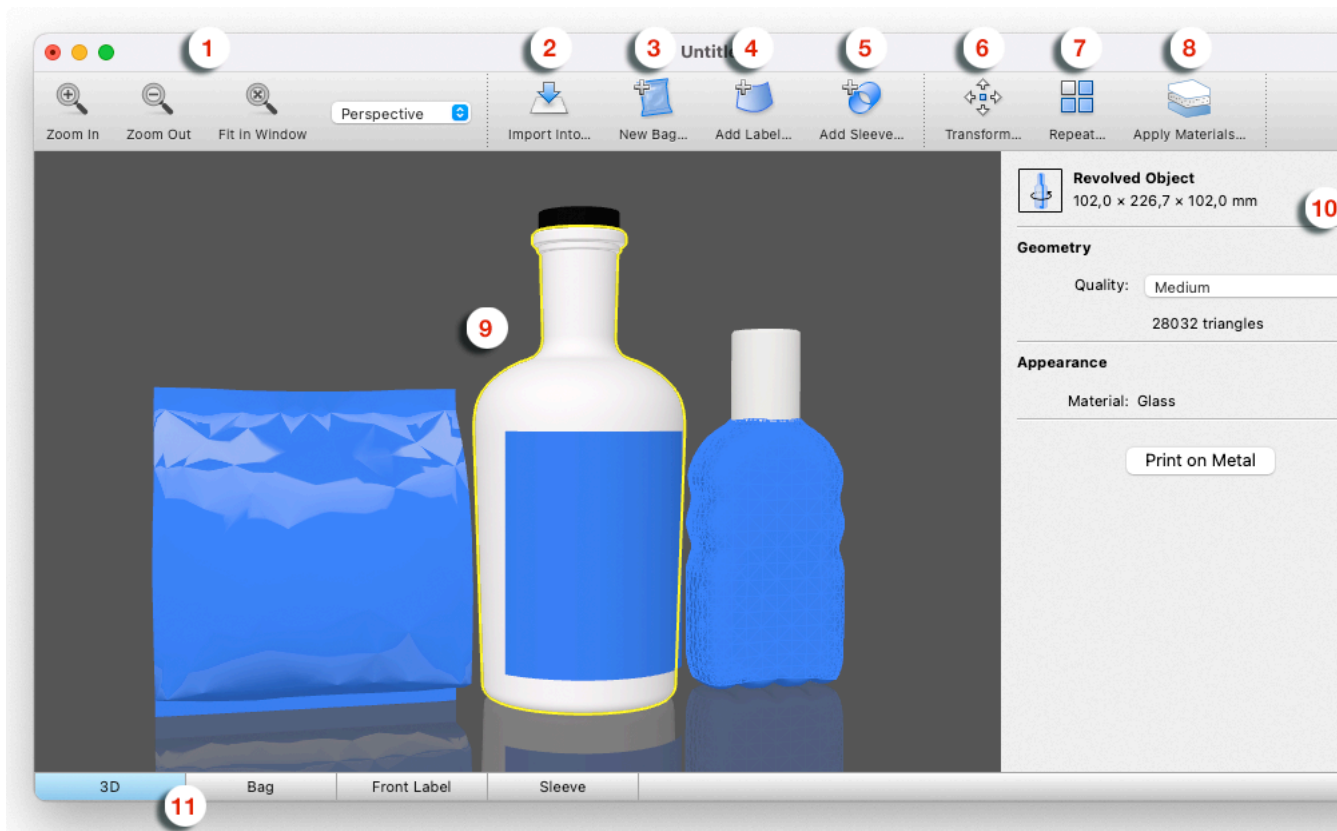 1 2 3 4 5 6 7 8
Zoom In Zoom Out Fit in Window Perspective Import Into... New Bag... Add Label... Add Sleeve... Transform... Repeat... Apply Materials...
Revolved Object
102,0 × 226,7 × 102,0 mm
10
Geometry
Quality: Medium
28032 triangles
9
Appearance
Material: Glass
Print on Metal
3D Bag Front Label Sleeve
11